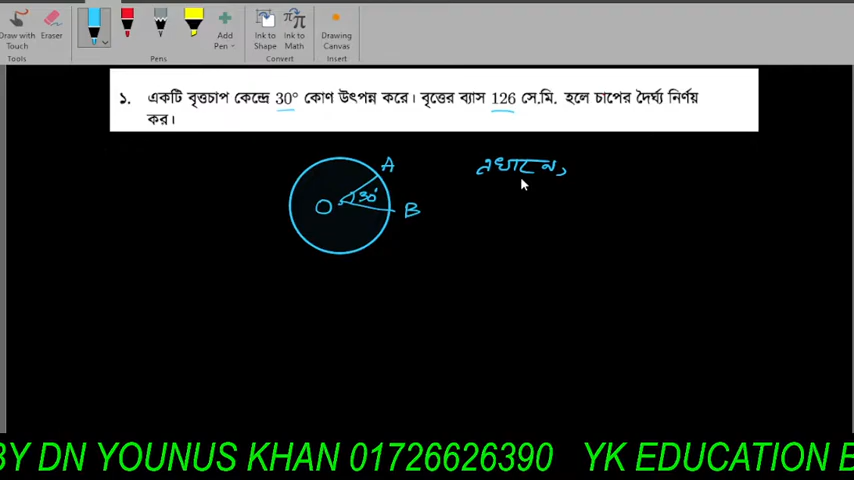 Draw with
Touch
Eraser
Add
Pen
Ink to
Shape
Ink to
Math
Drawing
Canvas
Tools
Pens
Convert
Insert
১. একটি বৃত্তচাপ কেন্দ্রে 30° কোণ উৎপন্ন করে। বৃত্তের ব্যাস 126 সে.মি. হলে চাপের দৈর্ঘ্য নির্ণয়
কর।
A
এখানে,
30°
O
B
BY DN YOUNUS KHAN 01726626390 YK EDUCATION B